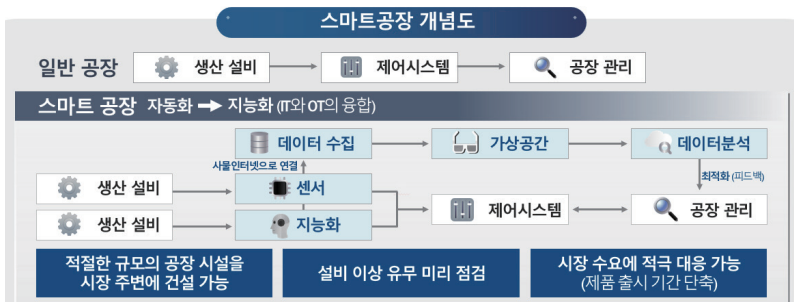 스마트공장 개념도
일반 공장
생산 설비
제어시스템
공장 관리
스마트 공장 자동화 → 지능화 (IT와 OT의 융합)
데이터 수집
가상공간
데이터분석
사물인터넷으로 연결
최적화 (피드백)
생산 설비
센서
생산 설비
지능화
제어시스템
공장 관리
적절한 규모의 공장 시설을
시장 주변에 건설 가능
설비 이상 유무 미리 점검
시장 수요에 적극 대응 가능
(제품 출시 기간 단축)